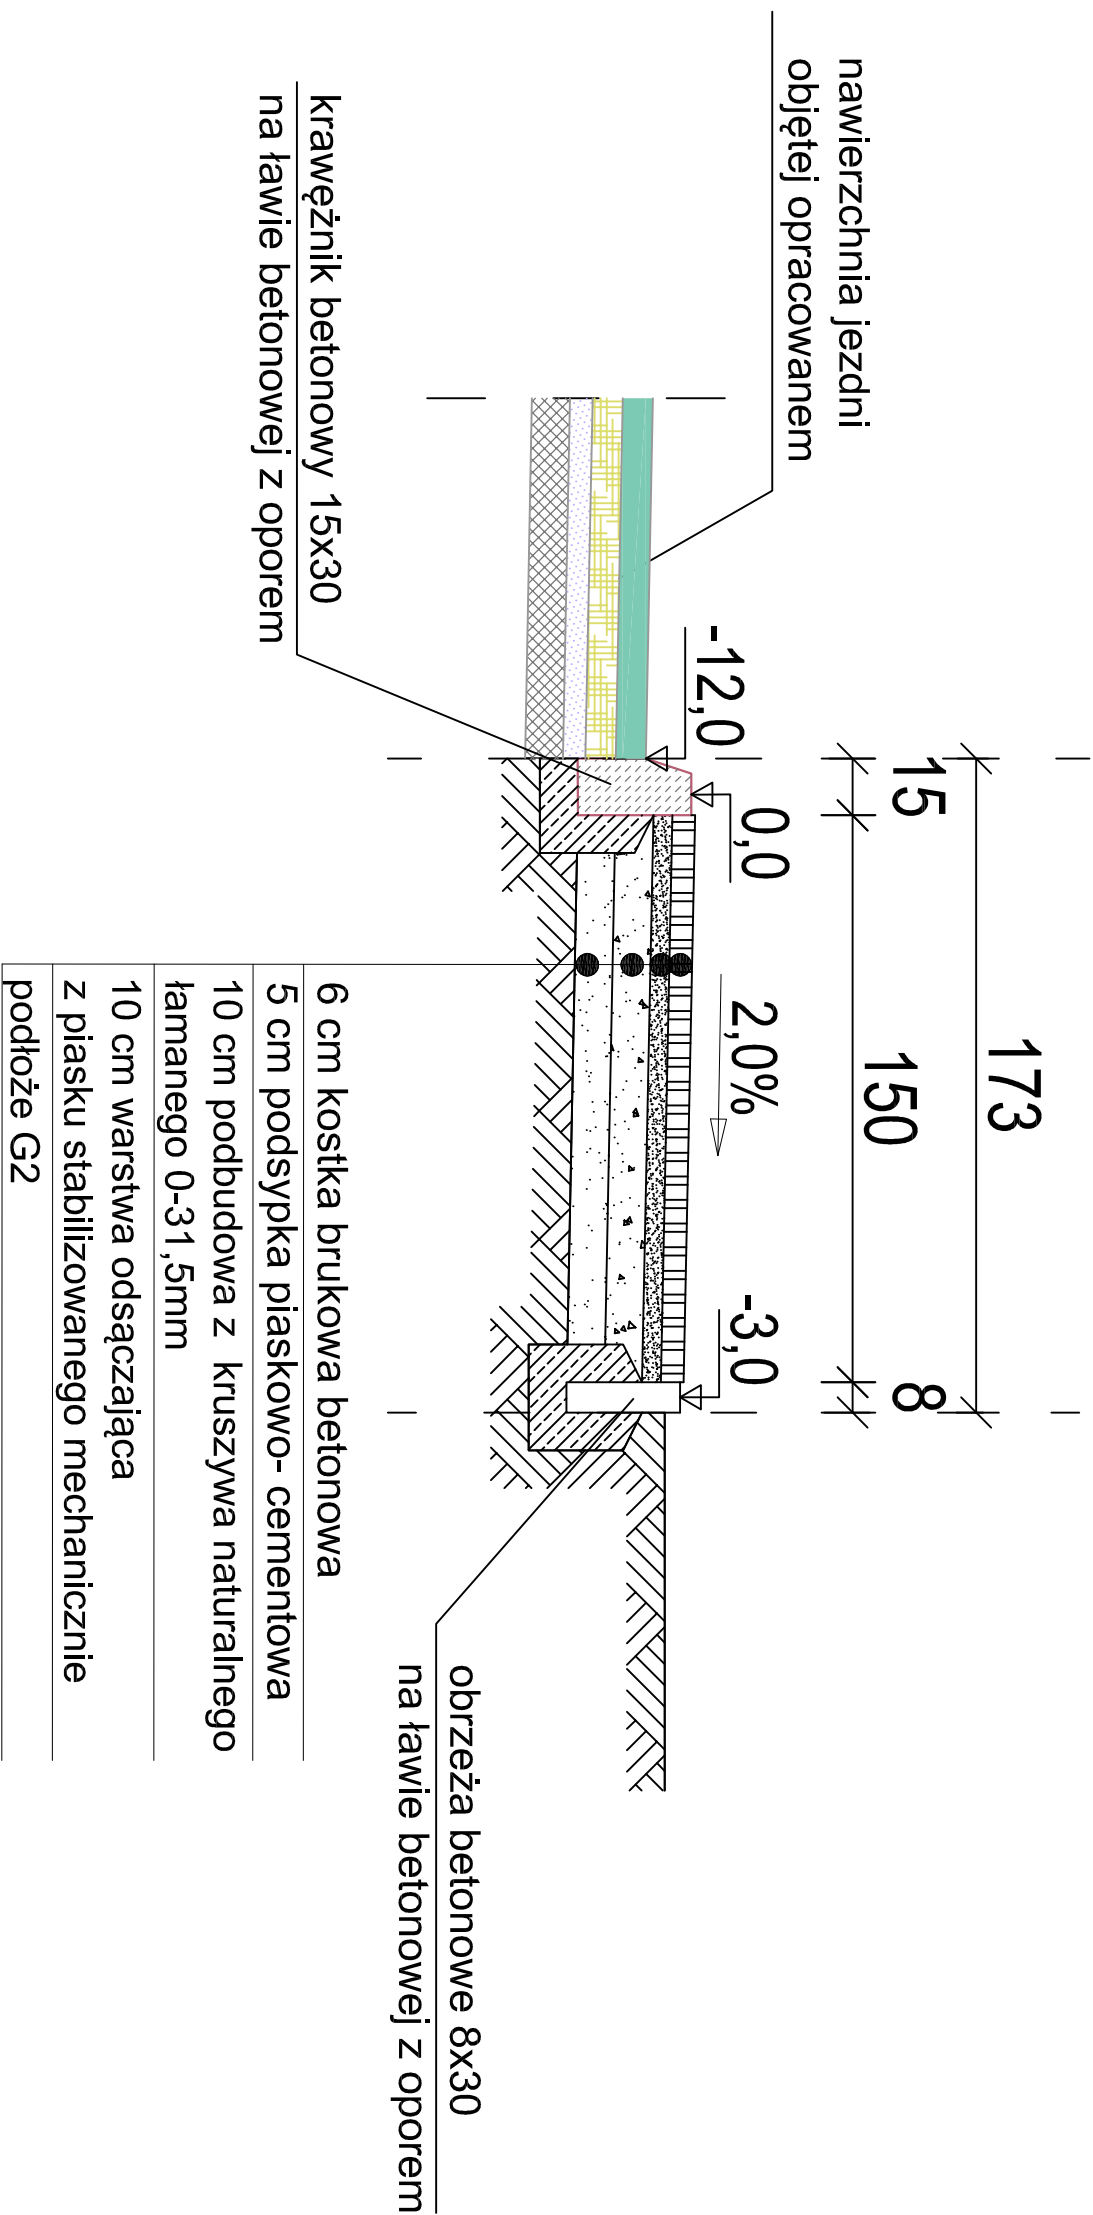 nawierzchnia jezdni
objętej opracowanem
173
15
150
8
0,0
2,0%
-3,0
-12,0
krawężnik betonowy 15x30
na ławie betonowej z oporem
obrzeża betonowe 8x30
na ławie betonowej z oporem
6 cm kostka brukowa betonowa
5 cm podsypka piaskowo- cementowa
10 cm podbudowa z kruszywa naturalnego
łamanego 0-31,5mm
10 cm warstwa odsączająca
z piasku stabilizowanego mechanicznie
podłoże G2